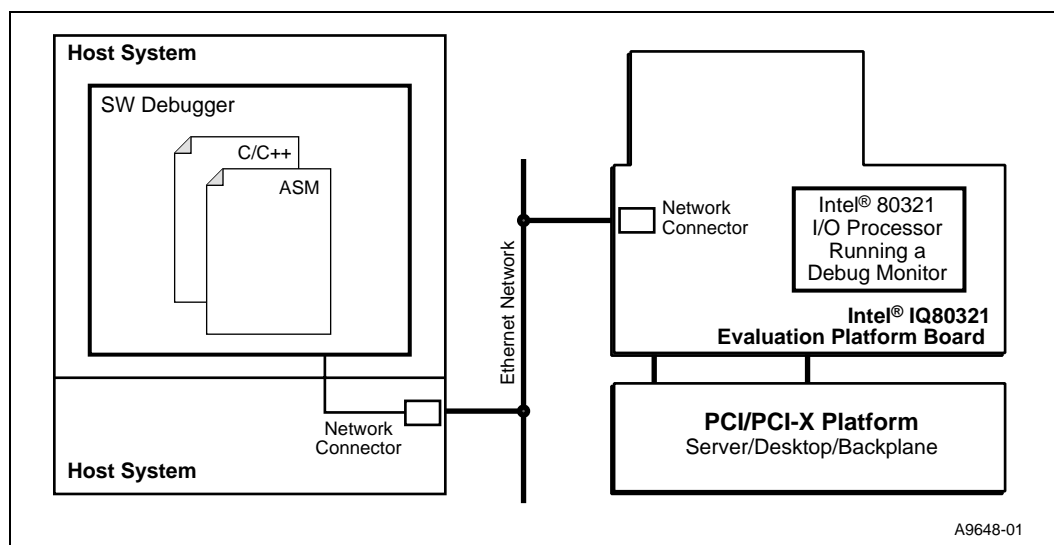 Host System
SW Debugger
C/C++
ASM
Network
Connector
Host System
Ethernet Network
Network
Connector
Intel® 80321
I/O Processor
Running a
Debug Monitor
Intel® IQ80321
Evaluation Platform Board
PCI/PCI-X Platform
Server/Desktop/Backplane
A9648-01